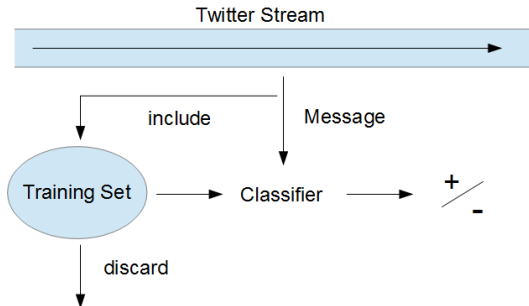 Twitter Stream
include
Message
Training Set
Classifier
+
-
discard